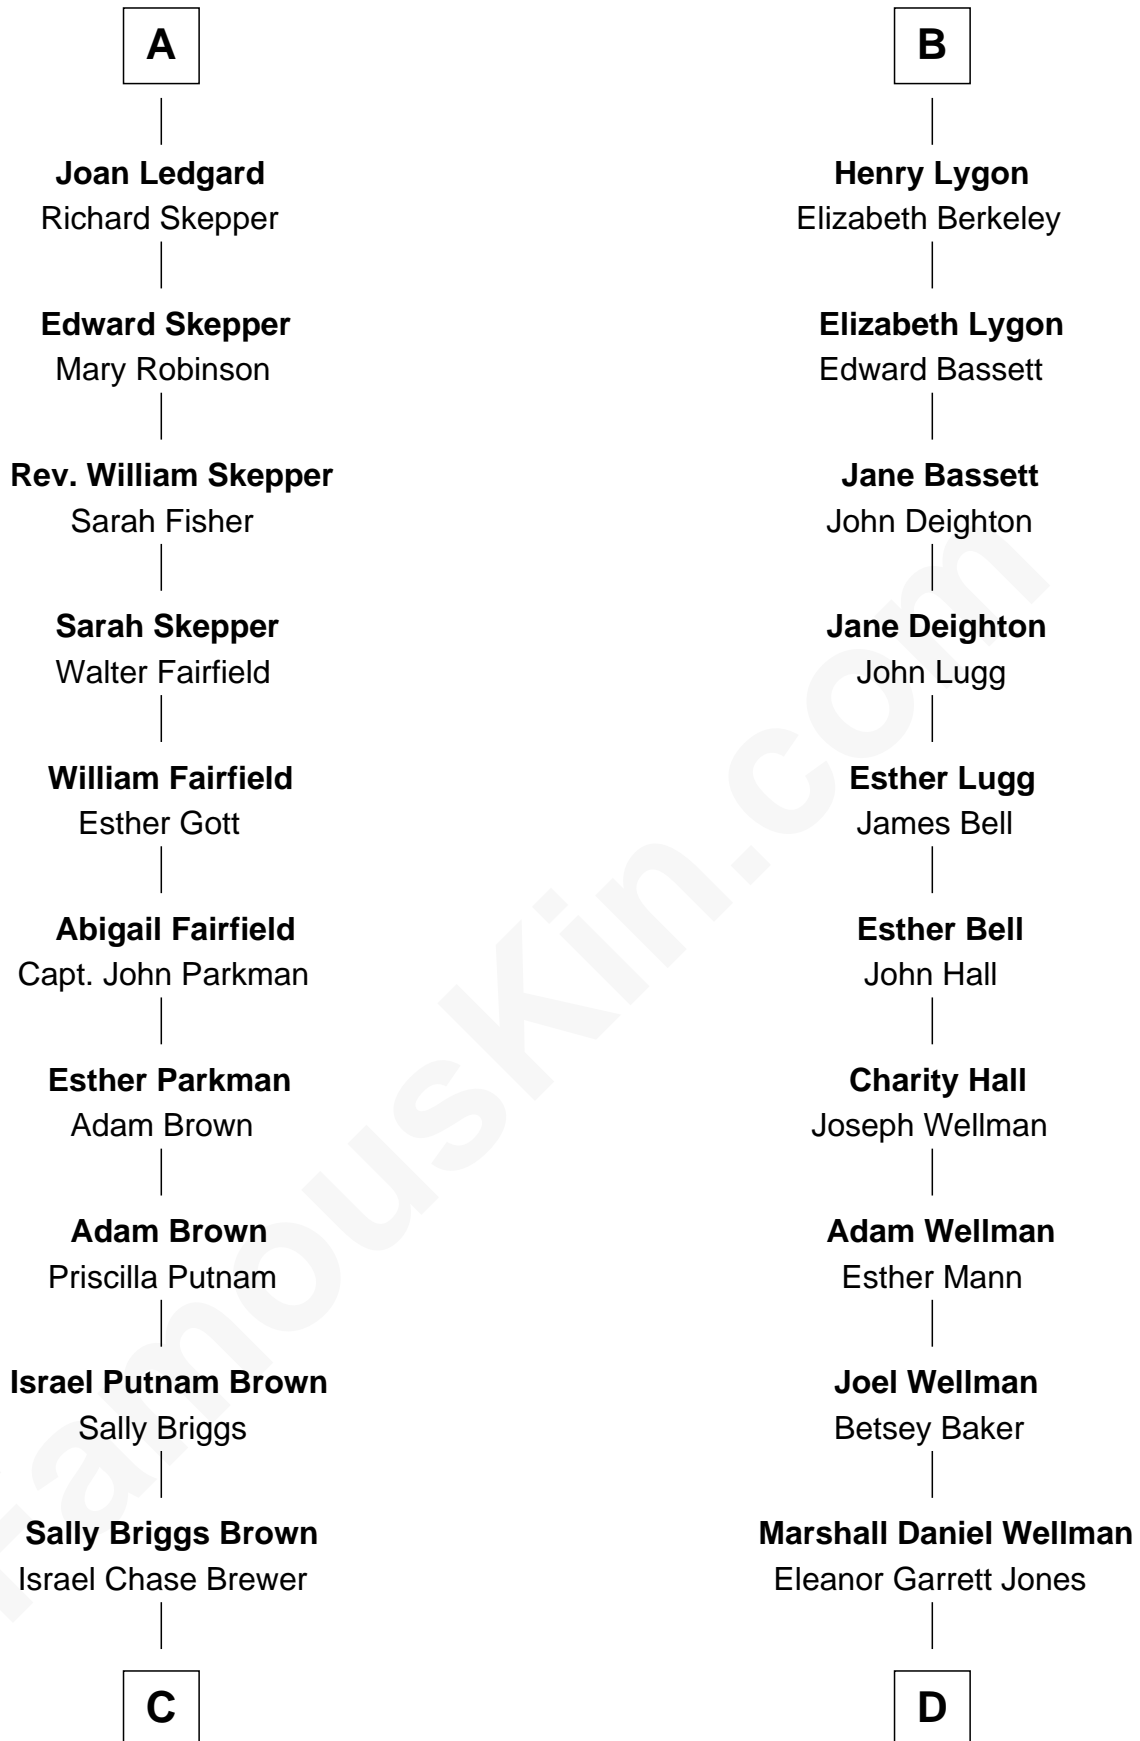 A
Joan Ledgard
Richard Skepper
Edward Skepper
Mary Robinson
Rev. William Skepper
Sarah Fisher
Sarah Skepper
Walter Fairfield
William Fairfield
Esther Gott
Abigail Fairfield
Capt. John Parkman
Esther Parkman
Adam Brown
Adam Brown
Priscilla Putnam
Israel Putnam Brown
Sally Briggs
Sally Briggs Brown
Israel Chase Brewer
C
B
Henry Lygon
Elizabeth Berkeley
Elizabeth Lygon
Edward Bassett
Jane Bassett
John Deighton
Jane Deighton
John Lugg
Esther Lugg
James Bell
Esther Bell
John Hall
Charity Hall
Joseph Wellman
Adam Wellman
Esther Mann
Joel Wellman
Betsey Baker
Marshall Daniel Wellman
Eleanor Garrett Jones
D
FamousKin.com